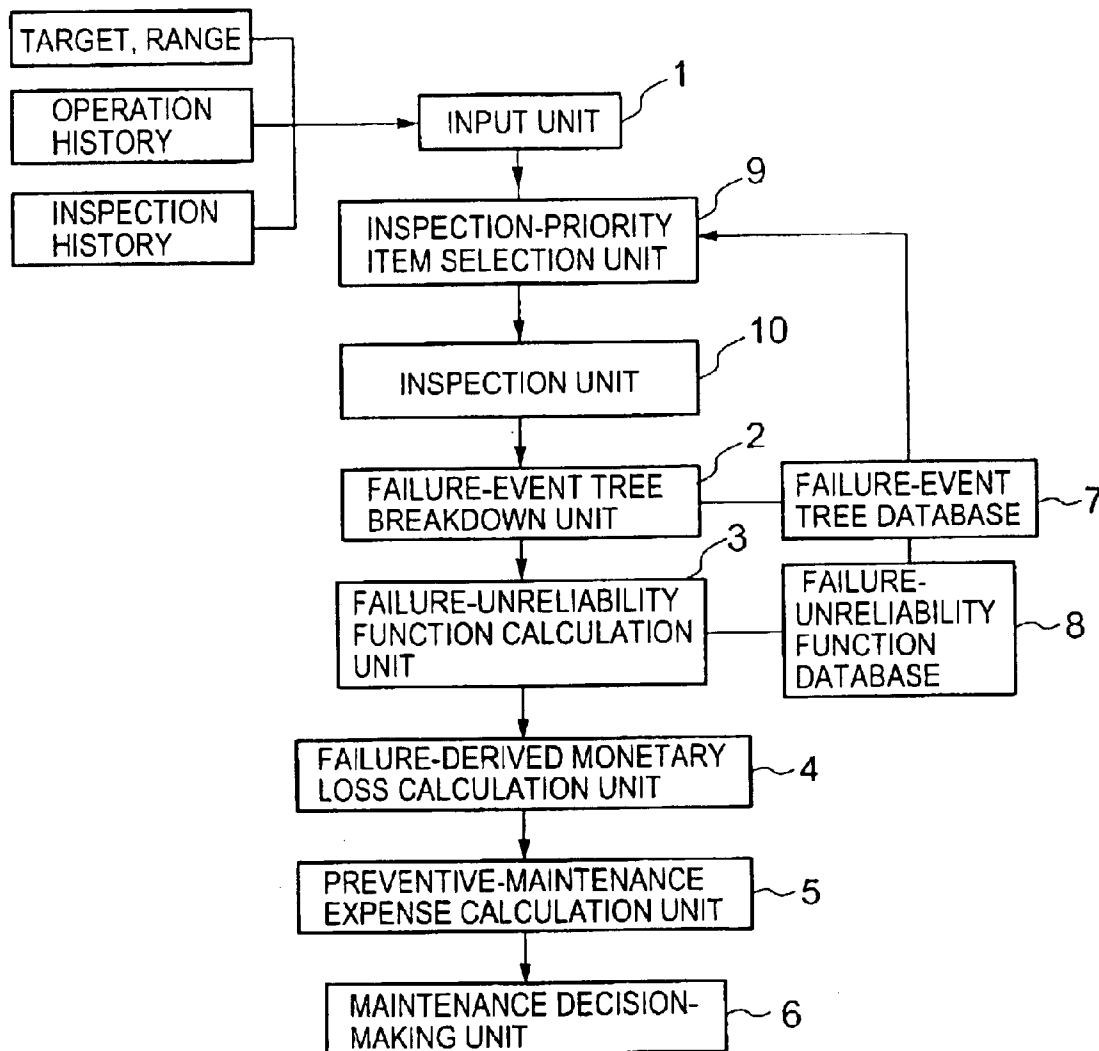 TARGET, RANGE
OPERATION
HISTORY
INSPECTION
HISTORY
1
INPUT UNIT
9
INSPECTION-PRIORITY
ITEM SELECTION UNIT
10
INSPECTION UNIT
2
FAILURE-EVENT TREE
BREAKDOWN UNIT
FAILURE-EVENT
TREE DATABASE
7
3
FAILURE-UNRELIABILITY
FUNCTION CALCULATION
UNIT
FAILURE-
UNRELIABILITY
FUNCTION
DATABASE
8
FAILURE-DERIVED MONETARY
LOSS CALCULATION UNIT
4
PREVENTIVE-MAINTENANCE
EXPENSE CALCULATION UNIT
5
MAINTENANCE DECISION-
MAKING UNIT
6